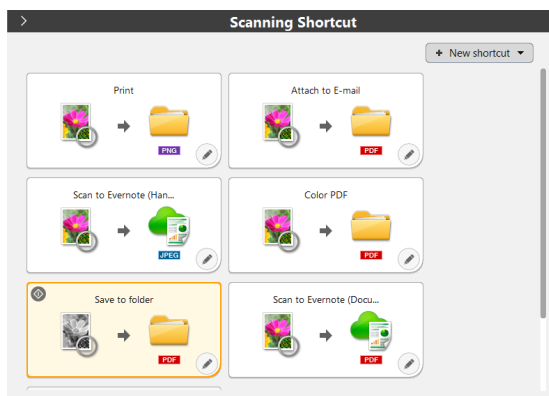 Scanning Shortcut
+ New shortcut
Print
PNG
Attach to E-mail
PDF
Scan to Evernote (Han...
JPEG
Color PDF
PDF
Save to folder
PDF
Scan to Evernote (Docu...
PDF